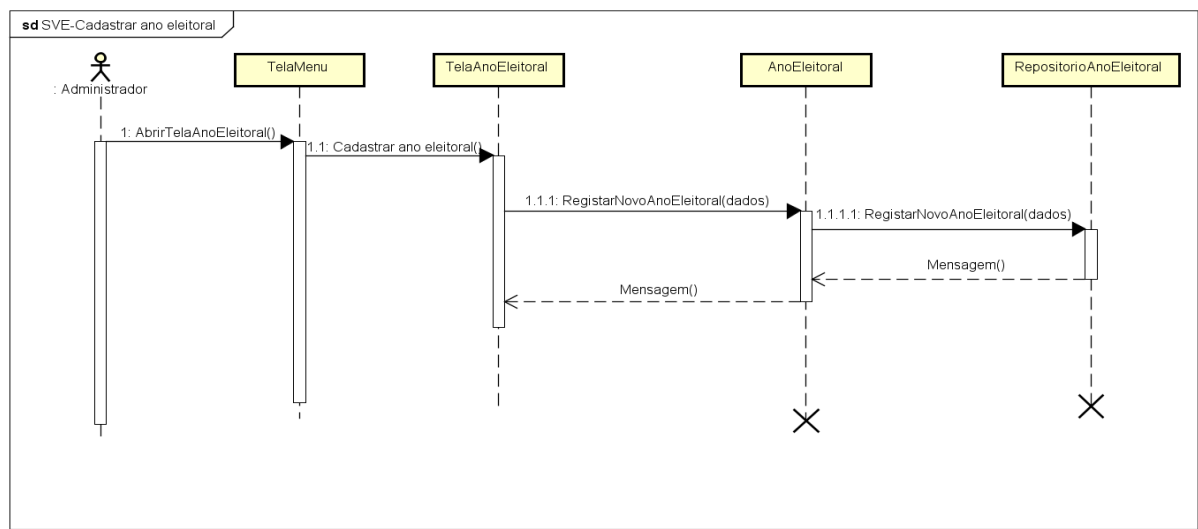 sd SVE-Cadastrar ano eleitoral
: Administrador
TelaMenu
TelaAnoEleitoral
AnoEleitoral
RepositorioAnoEleitoral
1: AbrirTelaAnoEleitoral()
1.1: Cadastrar ano eleitoral()
1.1.1: RegistarNovoAnoEleitoral(dados)
1.1.1.1: RegistarNovoAnoEleitoral(dados)
Mensagem()
Mensagem()